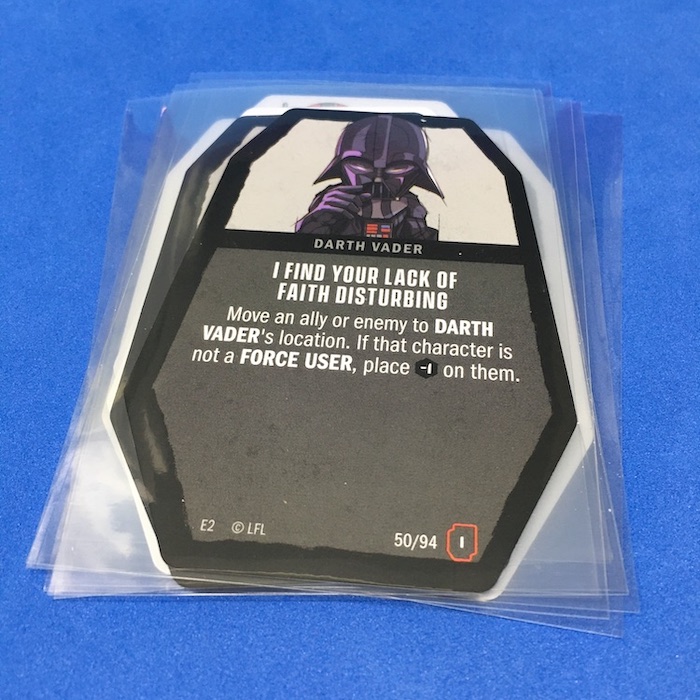 DARTH VADER
I FIND YOUR LACK OF
FAITH DISTURBING
Move an ally or enemy to DARTH
VADER's location. If that character is
not a FORCE USER, place -1 on them.
E2 © LFL 50/94 I